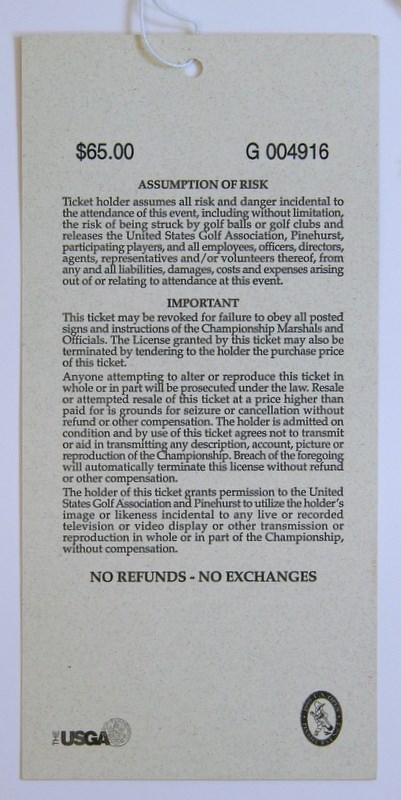 $65.00 G 004916
ASSUMPTION OF RISK
Ticket holder assumes all risk and danger incidental to
the attendance of this event, including without limitation,
the risk of being struck by golf balls or golf clubs and
releases the United States Golf Association, Pinehurst,
participating players, and all employees, officers, directors,
agents, representatives and/or volunteers thereof, from
any and all liabilities, damages, costs and expenses arising
out of or relating to attendance at this event.
IMPORTANT
This ticket may be revoked for failure to obey all posted
signs and instructions of the Championship Marshals and
Officials. The License granted by this ticket may also be
terminated by tendering to the holder the purchase price
of this ticket.
Anyone attempting to alter or reproduce this ticket in
whole or in part will be prosecuted under the law. Resale
or attempted resale of this ticket at a price higher than
paid for is grounds for seizure or cancellation without
refund or other compensation. The holder is admitted on
condition and by use of this ticket agrees not to transmit
or aid in transmitting any description, account, picture or
reproduction of the Championship. Breach of the foregoing
will automatically terminate this license without refund
or other compensation.
The holder of this ticket grants permission to the United
States Golf Association and Pinehurst to utilize the holder's
image or likeness incidental to any live or recorded
television or video display or other transmission or
reproduction in whole or in part of the Championship,
without compensation.
NO REFUNDS - NO EXCHANGES
THE USGA